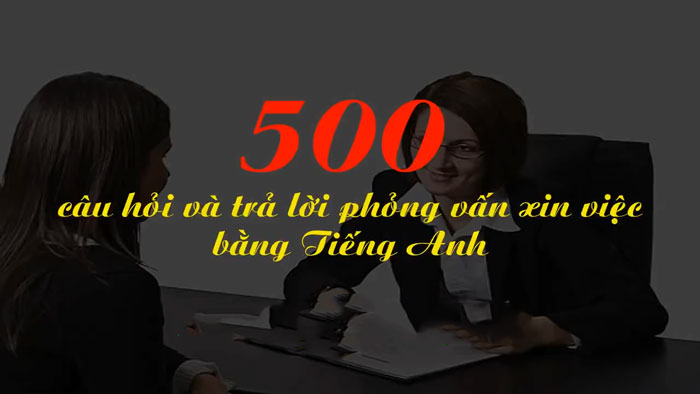 500
câu hỏi và trả lời phỏng vấn xin việc
bằng Tiếng Anh